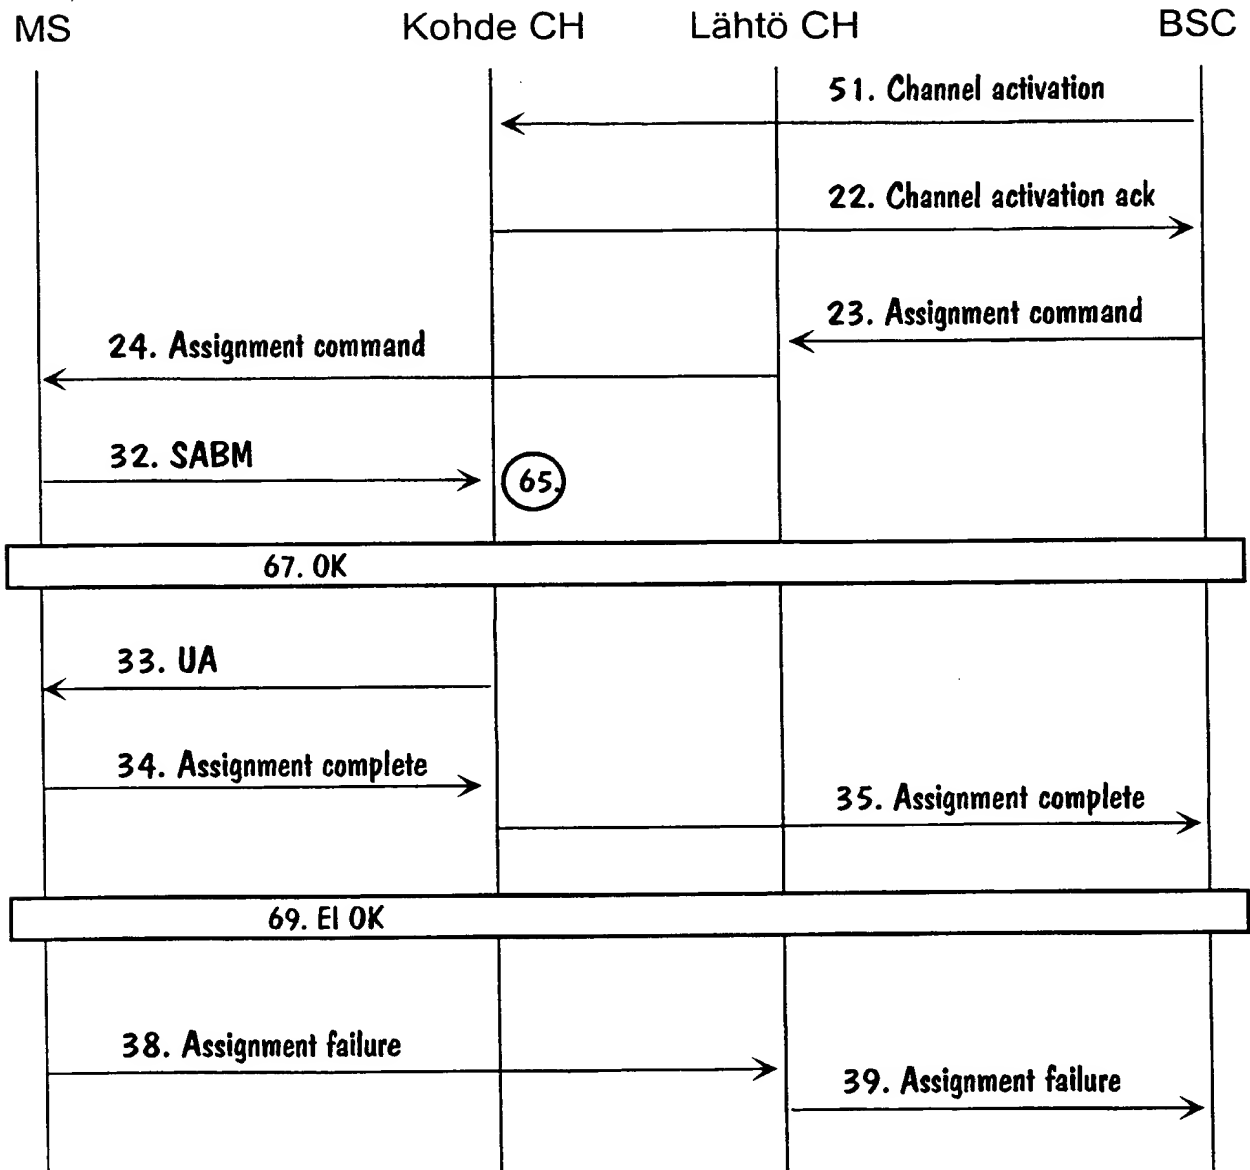 MS Kohde CH Lähtö CH BSC
51. Channel activation
22. Channel activation ack
23. Assignment command
24. Assignment command
32. SABM
65.
67. OK
33. UA
34. Assignment complete
35. Assignment complete
69. EI OK
38. Assignment failure
39. Assignment failure